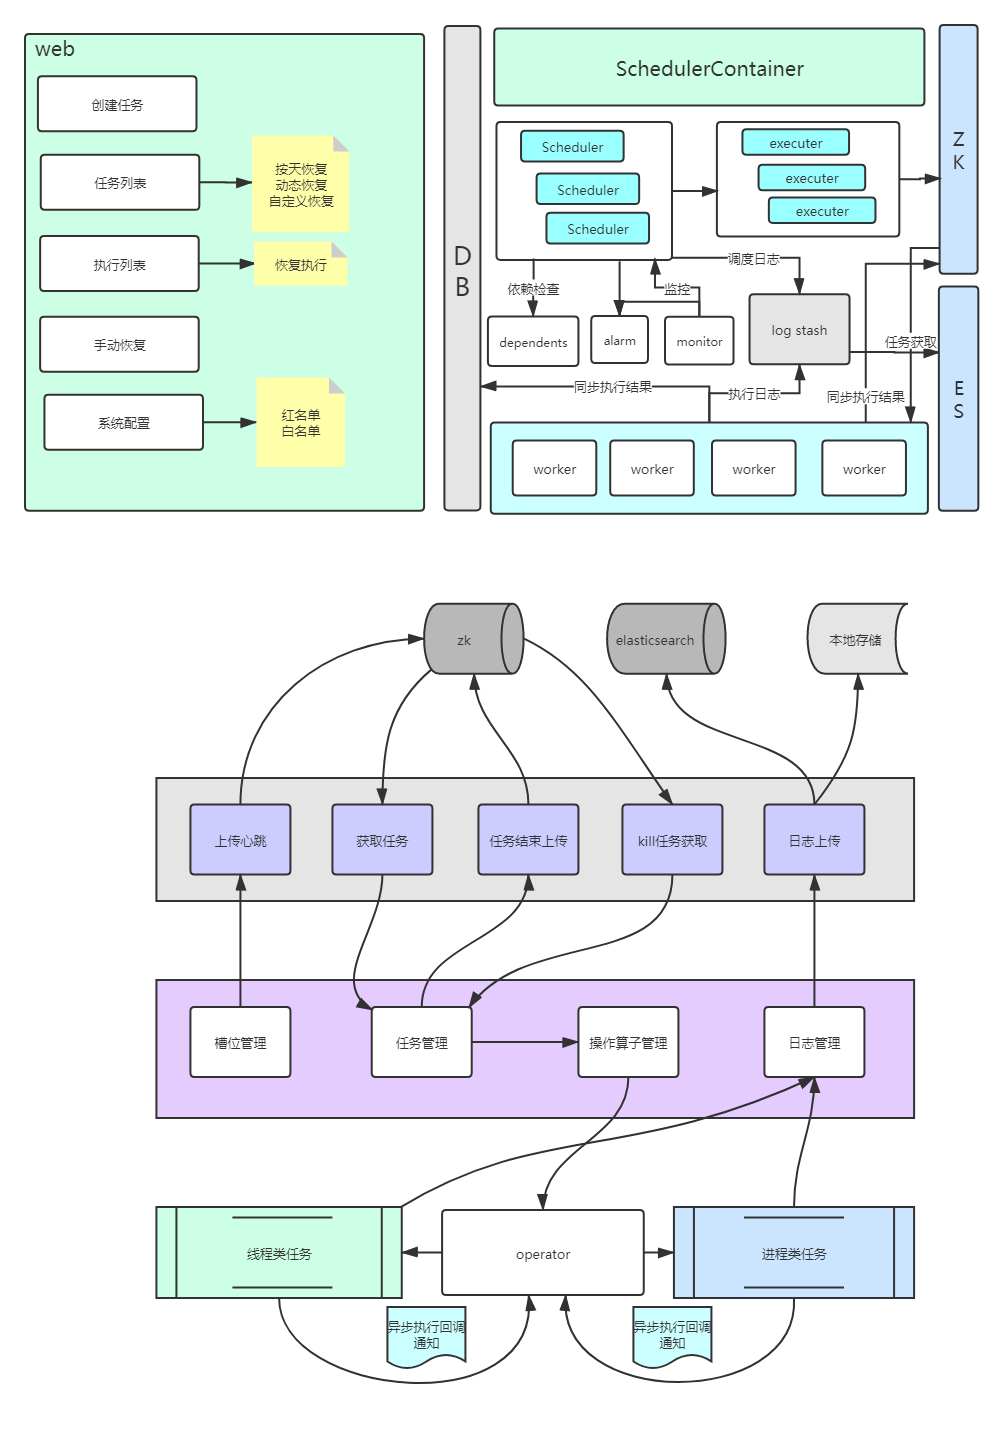 web
创建任务
任务列表
按天恢复
动态恢复
自定义恢复
执行列表
恢复执行
手动恢复
系统配置
红名单
白名单
D
B
SchedulerContainer
Scheduler
Scheduler
Scheduler
executer
executer
executer
Z
K
调度日志
依赖检查
监控
dependents
alarm
monitor
log stash
任务获取
同步执行结果
执行日志
同步执行结果
E
S
worker
worker
worker
worker
zk
elasticsearch
本地存储
上传心跳
获取任务
任务结束上传
kill任务获取
日志上传
槽位管理
任务管理
操作算子管理
日志管理
线程类任务
operator
进程类任务
异步执行回调
通知
异步执行回调
通知